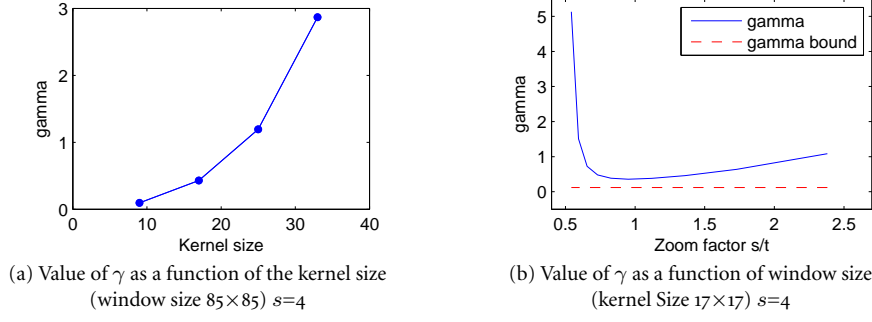 3
2
1
0
gamma
0 10 20 30 40
Kernel size
(a) Value of γ as a function of the kernel size
(window size 85×85) s=4
5
4
3
2
1
0
gamma
gamma
gamma bound
0.5 1 1.5 2 2.5
Zoom factor s/t
(b) Value of γ as a function of window size
(kernel Size 17×17) s=4